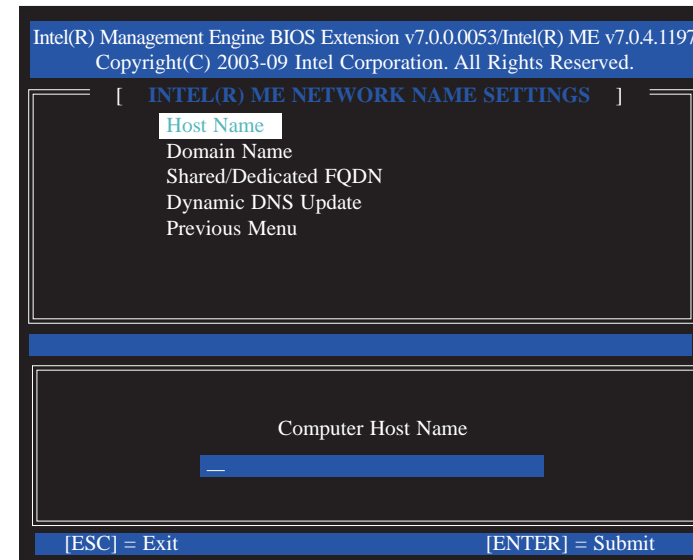 Intel(R) Management Engine BIOS Extension v7.0.0.0053/Intel(R) ME v7.0.4.1197
Copyright(C) 2003-09 Intel Corporation. All Rights Reserved.
[ INTEL(R) ME NETWORK NAME SETTINGS ]
Host Name
Domain Name
Shared/Dedicated FQDN
Dynamic DNS Update
Previous Menu
Computer Host Name
_
[ESC] = Exit [ENTER] = Submit